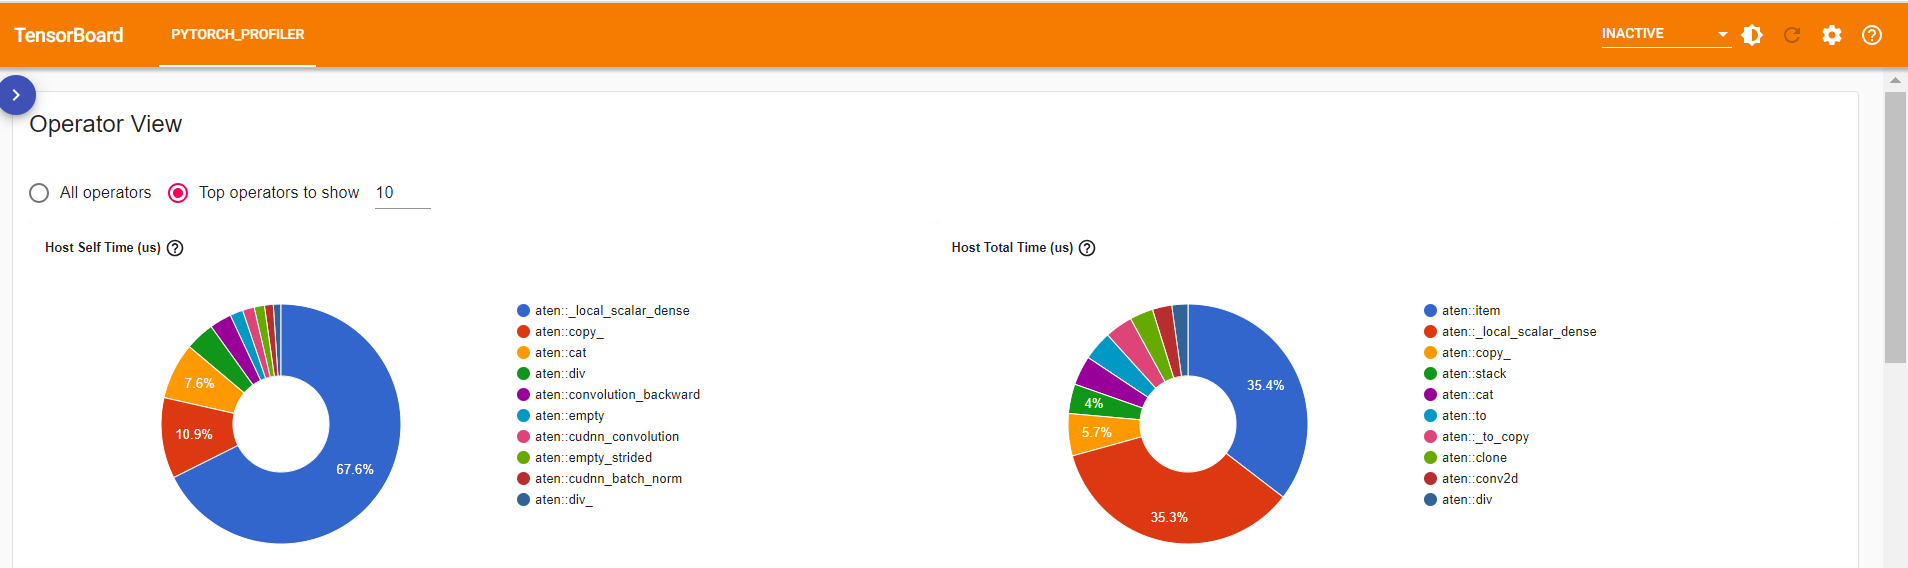 TensorBoard PYTORCH_PROFILER INACTIVE
Operator View
All operators Top operators to show 10
Host Self Time (us)
67.6%
10.9%
7.6%
aten::_local_scalar_dense
aten::copy_
aten::cat
aten::div
aten::convolution_backward
aten::empty
aten::cudnn_convolution
aten::empty_strided
aten::cudnn_batch_norm
aten::div_
Host Total Time (us)
35.4%
35.3%
5.7%
4%
aten::item
aten::_local_scalar_dense
aten::copy_
aten::stack
aten::cat
aten::to
aten::_to_copy
aten::clone
aten::conv2d
aten::div